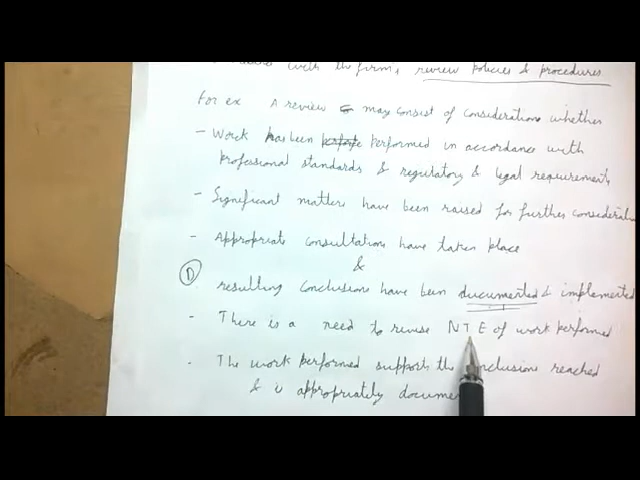 with the firm's review policies & procedures
For ex A review may consist of considerations whether
- Work has been performed in accordance with
professional standards & regulatory & legal requirements
- Significant matters have been raised for further consideration
- Appropriate consultations have taken place
&
D resulting conclusions have been documented & implemented
- There is a need to revise NTE of work performed
- The work performed supports the conclusion reached
& is appropriately